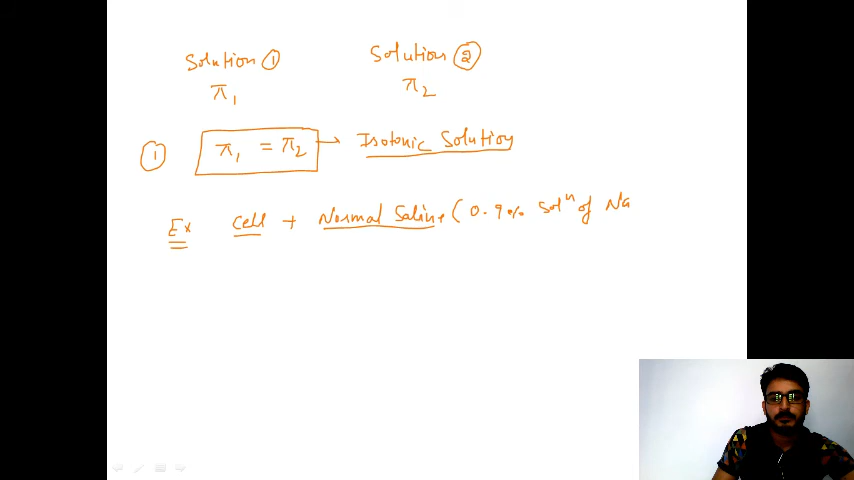 Solution ① Solution ②
π₁ π₂
① π₁ = π₂ → Isotonic Solution
Ex Cell + Normal Saline (0.9% Solⁿ of Na